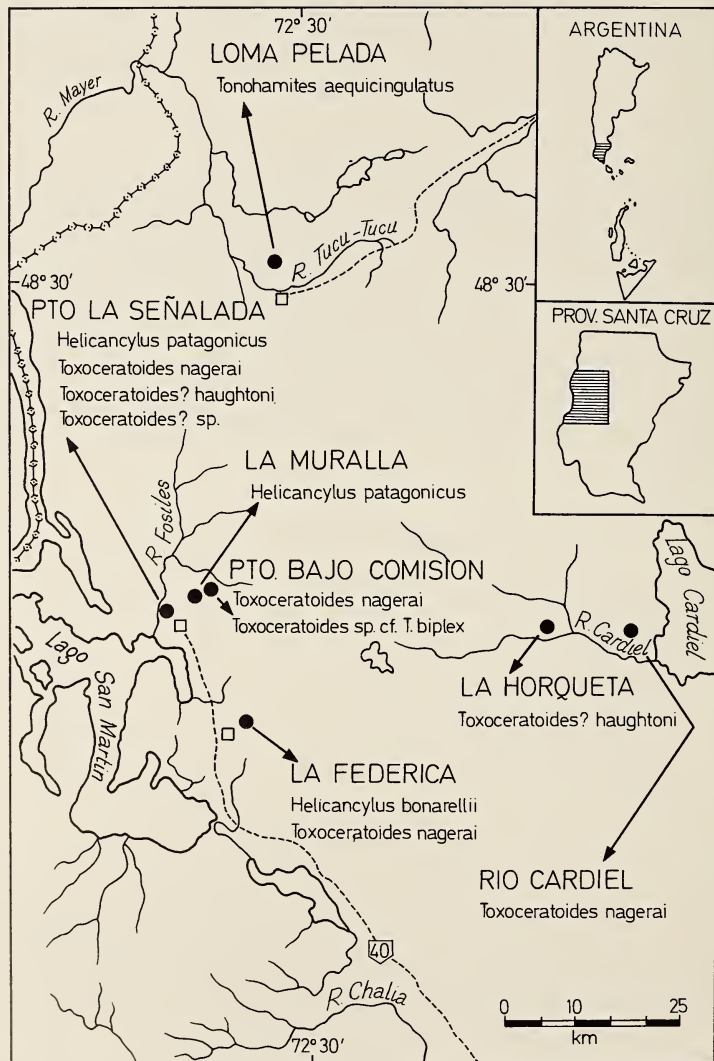 72° 30'
LOMA PELADA
Tonohamites aequicingulatus
R. Mayer
R. Tucu-Tucu
48° 30'
48° 30'
ARGENTINA
PROV. SANTA CRUZ
PTO LA SEÑALADA
Helicancylus patagonicus
Toxoceratoides nagerai
Toxoceratoides? haughtoni
Toxoceratoides? sp.
LA MURALLA
Helicancylus patagonicus
R. Fosiles
PTO. BAJO COMISION
Toxoceratoides nagerai
Toxoceratoides sp. cf. T. biplex
Lago San Martin
Lago Cardiel
R. Cardiel
LA HORQUETA
Toxoceratoides? haughtoni
LA FEDERICA
Helicancylus bonarellii
Toxoceratoides nagerai
RIO CARDIEL
Toxoceratoides nagerai
40
R. Chalia
0 10 25
km
72° 30'